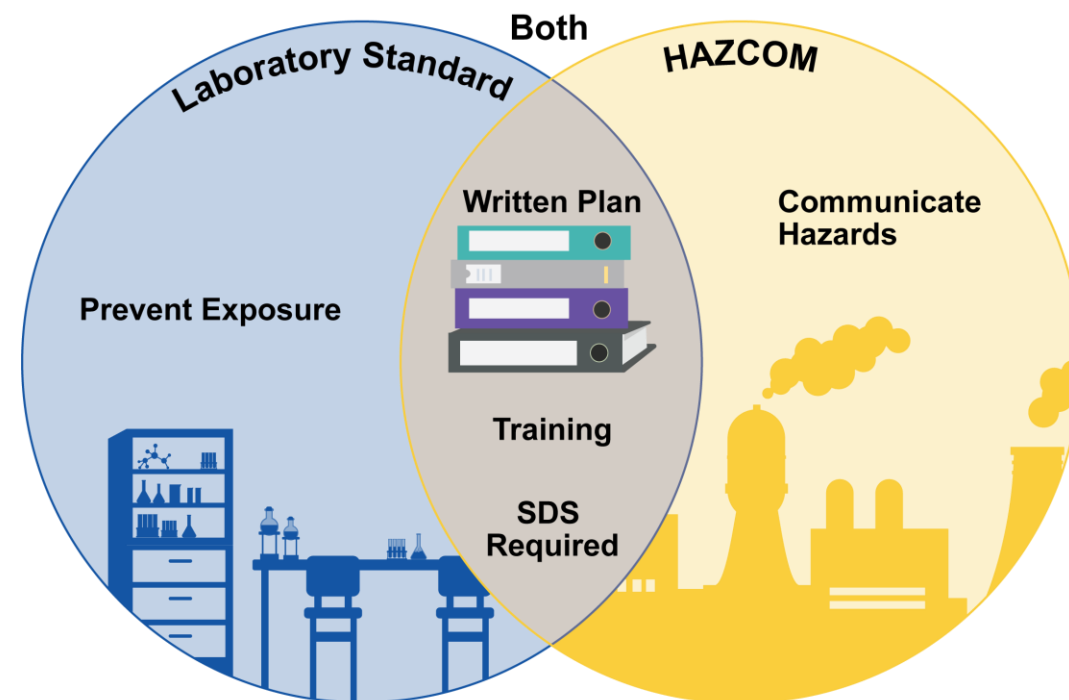 Both
Laboratory Standard
HAZCOM
Written Plan
Communicate
Hazards
Prevent Exposure
Training
SDS
Required